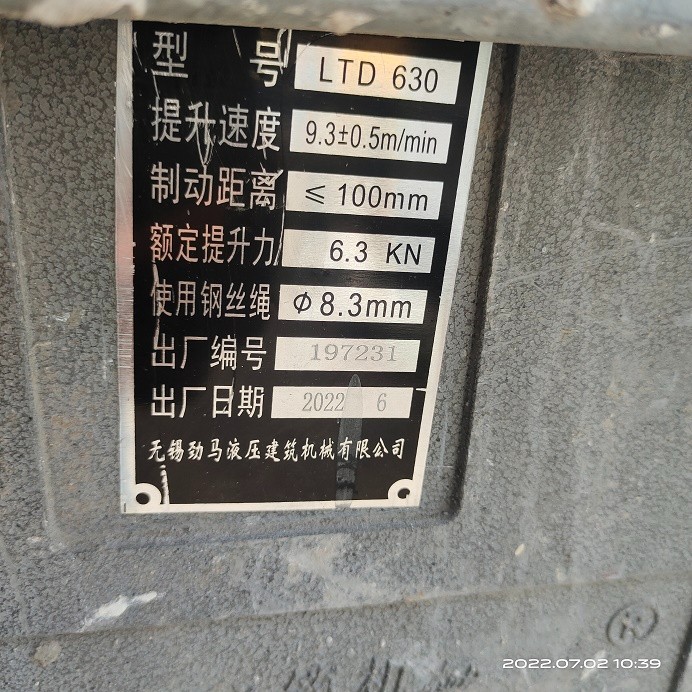 型 号 LTD 630
提升速度 9.3±0.5m/min
制动距离 ≤ 100mm
额定提升力 6.3 KN
使用钢丝绳 Φ8.3mm
出厂编号 197231
出厂日期 2022 6
无锡劲马液压建筑机械有限公司
2022.07.02 10:39